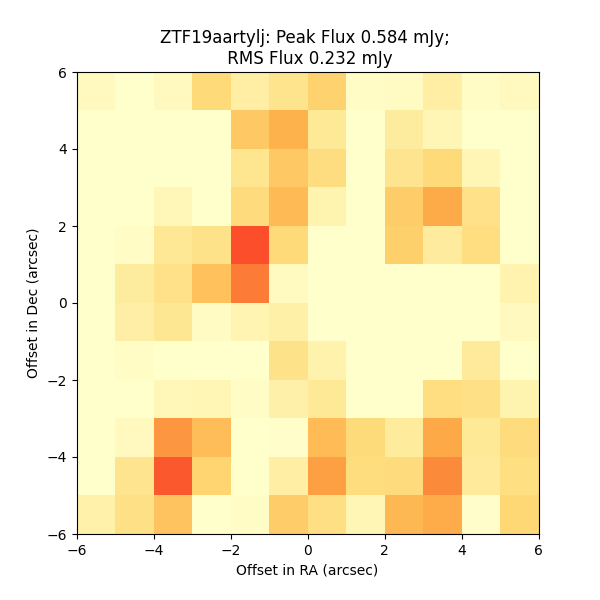 ZTF19aartylj: Peak Flux 0.584 mJy;
RMS Flux 0.232 mJy
6
4
2
0
−2
−4
−6
Offset in Dec (arcsec)
−6 −4 −2 0 2 4 6
Offset in RA (arcsec)